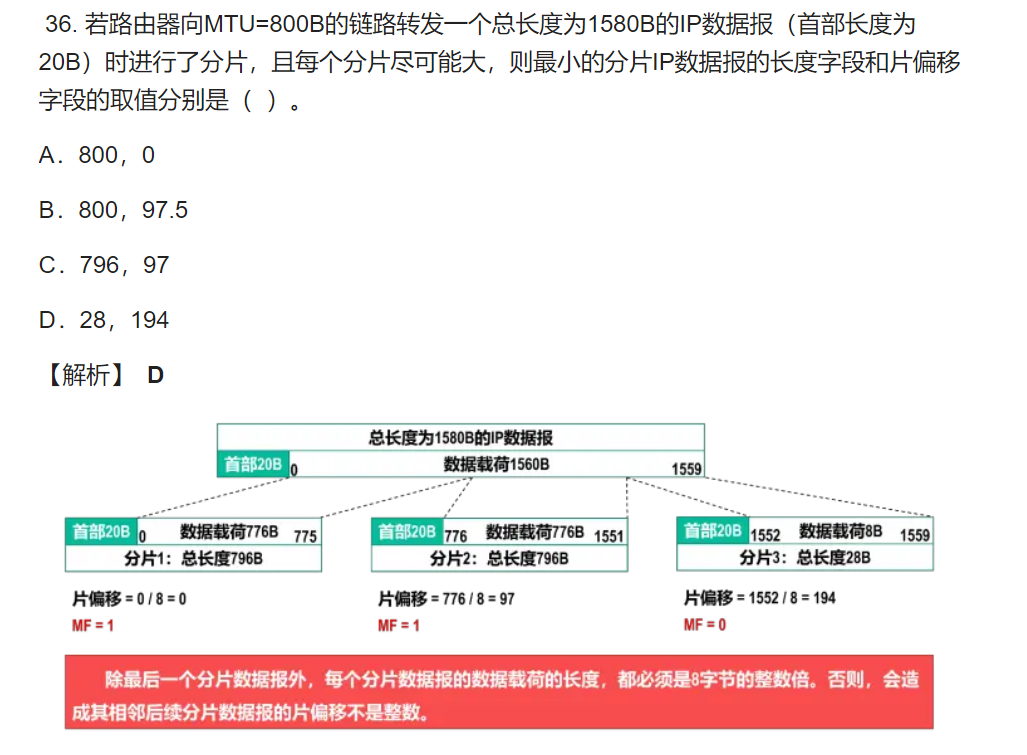 36. 若路由器向MTU=800B的链路转发一个总长度为1580B的IP数据报（首部长度为
20B）时进行了分片，且每个分片尽可能大，则最小的分片IP数据报的长度字段和片偏移
字段的取值分别是（ ）。
A．800，0
B．800，97.5
C．796，97
D．28，194
【解析】 D
总长度为1580B的IP数据报
首部20B 0 数据载荷1560B 1559
首部20B 0 数据载荷776B 775
分片1：总长度796B
片偏移 = 0 / 8 = 0
MF = 1
首部20B 776 数据载荷776B 1551
分片2：总长度796B
片偏移 = 776 / 8 = 97
MF = 1
首部20B 1552 数据载荷8B 1559
分片3：总长度28B
片偏移 = 1552 / 8 = 194
MF = 0
除最后一个分片数据报外，每个分片数据报的数据载荷的长度，都必须是8字节的整数倍。否则，会造
成其相邻后续分片数据报的片偏移不是整数。